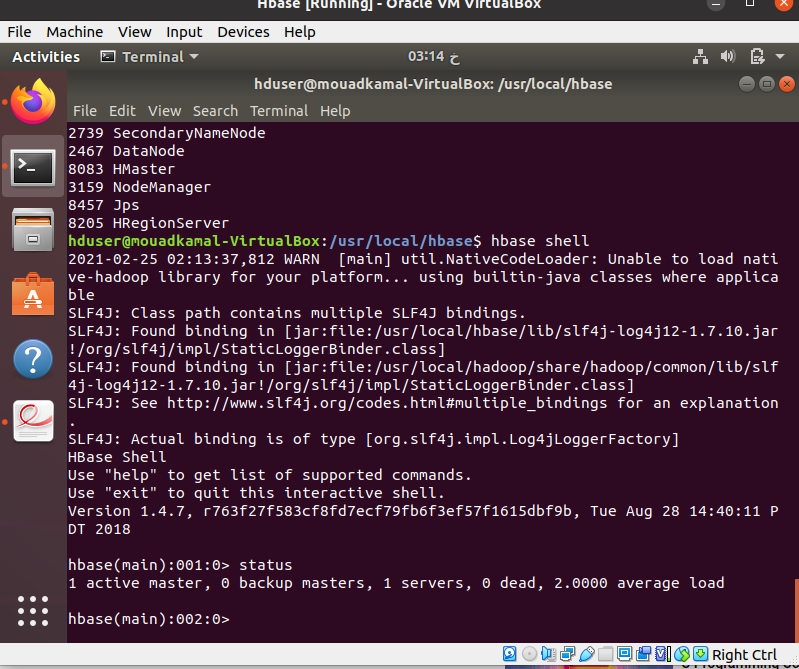 Hbase [Running] - Oracle VM VirtualBox
File Machine View Input Devices Help
Activities Terminal 03:14 خ
hduser@mouadkamal-VirtualBox: /usr/local/hbase
File Edit View Search Terminal Help
2739 SecondaryNameNode
2467 DataNode
8083 HMaster
3159 NodeManager
8457 Jps
8205 HRegionServer
hduser@mouadkamal-VirtualBox:/usr/local/hbase$ hbase shell
2021-02-25 02:13:37,812 WARN  [main] util.NativeCodeLoader: Unable to load nati
ve-hadoop library for your platform... using builtin-java classes where applica
ble
SLF4J: Class path contains multiple SLF4J bindings.
SLF4J: Found binding in [jar:file:/usr/local/hbase/lib/slf4j-log4j12-1.7.10.jar
!/org/slf4j/impl/StaticLoggerBinder.class]
SLF4J: Found binding in [jar:file:/usr/local/hadoop/share/hadoop/common/lib/slf
4j-log4j12-1.7.10.jar!/org/slf4j/impl/StaticLoggerBinder.class]
SLF4J: See http://www.slf4j.org/codes.html#multiple_bindings for an explanation
.
SLF4J: Actual binding is of type [org.slf4j.impl.Log4jLoggerFactory]
HBase Shell
Use "help" to get list of supported commands.
Use "exit" to quit this interactive shell.
Version 1.4.7, r763f27f583cf8fd7ecf79fb6f3ef57f1615dbf9b, Tue Aug 28 14:40:11 P
DT 2018
hbase(main):001:0> status
1 active master, 0 backup masters, 1 servers, 0 dead, 2.0000 average load
hbase(main):002:0>
Right Ctrl